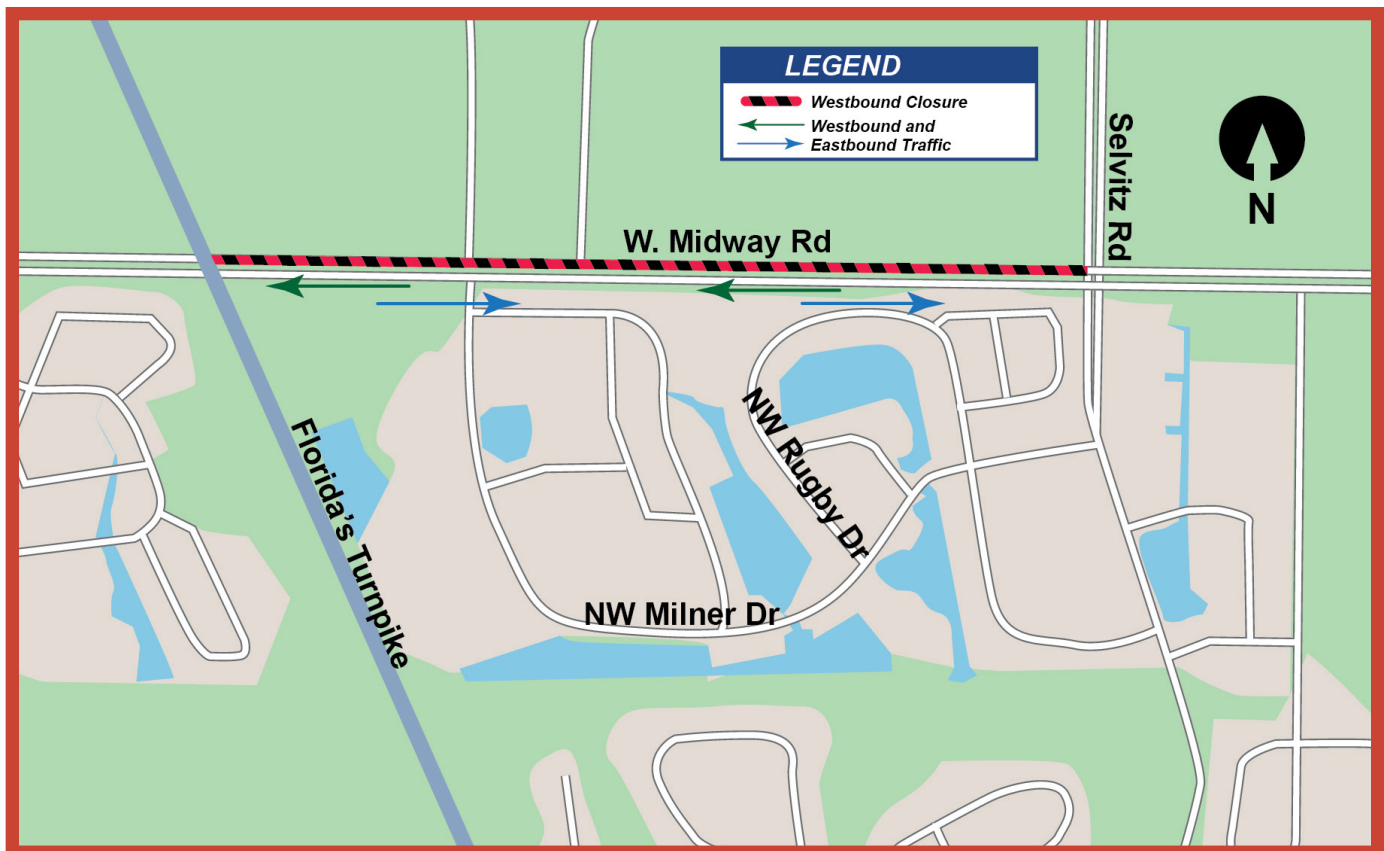 LEGEND
Westbound Closure
Westbound and
Eastbound Traffic
Selvitz Rd
N
W. Midway Rd
NW Rugby Dr
Florida's Turnpike
NW Milner Dr